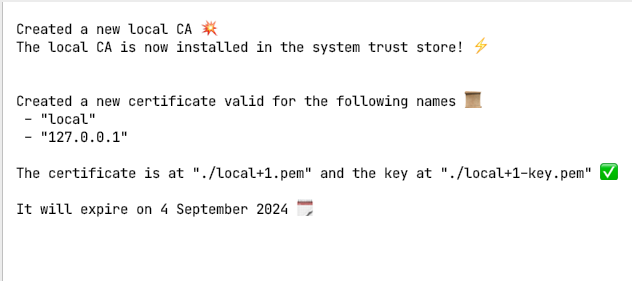 Created a new local CA 💥
The local CA is now installed in the system trust store! ⚡
Created a new certificate valid for the following names 📜
- "local"
- "127.0.0.1"
The certificate is at "./local+1.pem" and the key at "./local+1-key.pem" ✅
It will expire on 4 September 2024 🗓